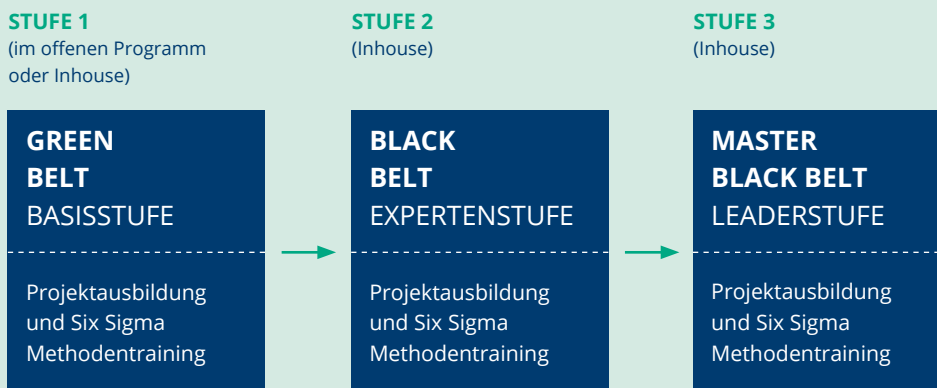 STUFE 1
(im offenen Programm
oder Inhouse)
GREEN
BELT
BASISSTUFE
Projektausbildung
und Six Sigma
Methodentraining
STUFE 2
(Inhouse)
BLACK
BELT
EXPERTENSTUFE
Projektausbildung
und Six Sigma
Methodentraining
STUFE 3
(Inhouse)
MASTER
BLACK BELT
LEADERSTUFE
Projektausbildung
und Six Sigma
Methodentraining